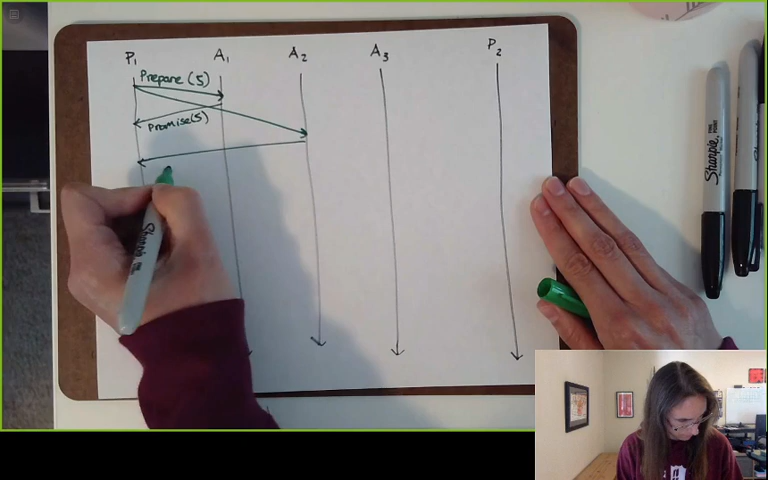 P₁ A₁ A₂ A₃ P₂
Prepare (5)
Promise(5)
Sharpie
Sharpie